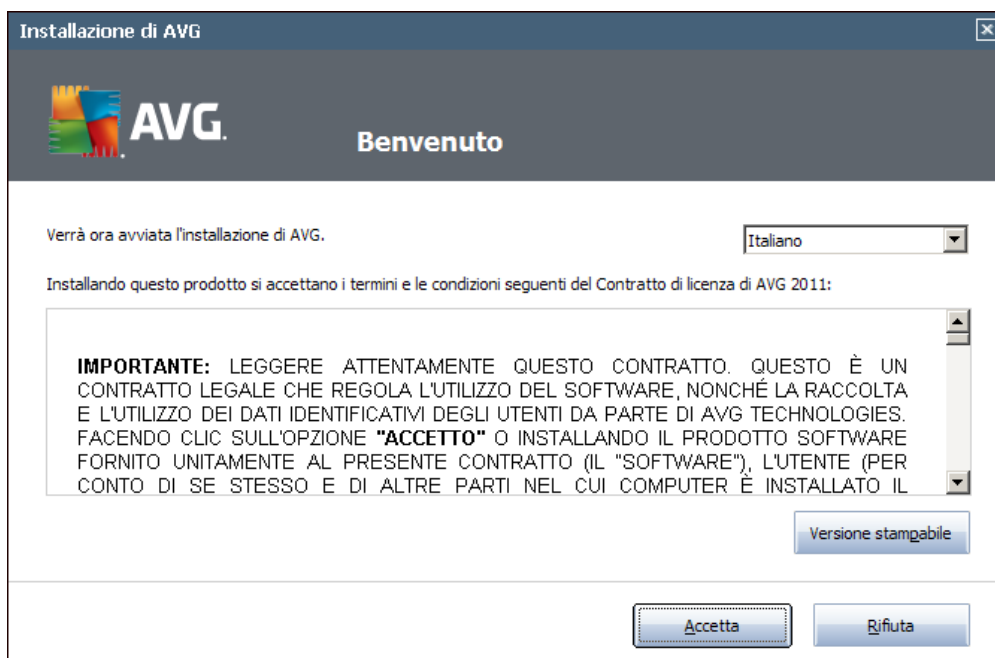 Installazione di AVG
AVG.
Benvenuto
Verrà ora avviata l'installazione di AVG.
Italiano
Installando questo prodotto si accettano i termini e le condizioni seguenti del Contratto di licenza di AVG 2011:
IMPORTANTE: LEGGERE ATTENTAMENTE QUESTO CONTRATTO. QUESTO È UN
CONTRATTO LEGALE CHE REGOLA L'UTILIZZO DEL SOFTWARE, NONCHÉ LA RACCOLTA
E L'UTILIZZO DEI DATI IDENTIFICATIVI DEGLI UTENTI DA PARTE DI AVG TECHNOLOGIES.
FACENDO CLIC SULL'OPZIONE "ACCETTO" O INSTALLANDO IL PRODOTTO SOFTWARE
FORNITO UNITAMENTE AL PRESENTE CONTRATTO (IL "SOFTWARE"), L'UTENTE (PER
CONTO DI SE STESSO E DI ALTRE PARTI NEL CUI COMPUTER È INSTALLATO IL
Versione stampabile
Accetta
Rifiuta